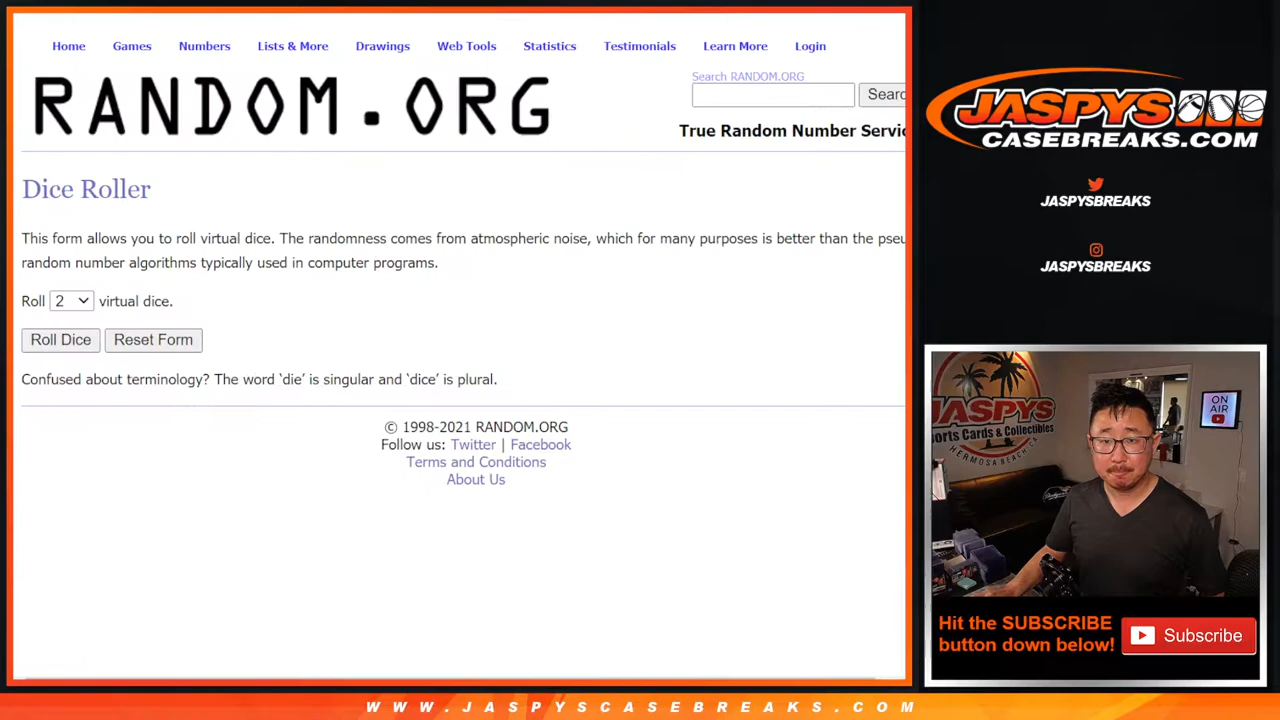 Home Games Numbers Lists & More Drawings Web Tools Statistics Testimonials Learn More Login
RANDOM.ORG
Search RANDOM.ORG
Searc
True Random Number Servic
Dice Roller
This form allows you to roll virtual dice. The randomness comes from atmospheric noise, which for many purposes is better than the pseu
random number algorithms typically used in computer programs.
Roll 2 virtual dice.
Roll Dice Reset Form
Confused about terminology? The word ‘die’ is singular and ‘dice’ is plural.
© 1998-2021 RANDOM.ORG
Follow us: Twitter | Facebook
Terms and Conditions
About Us
JASPYS
CASEBREAKS.COM
JASPYSBREAKS
JASPYSBREAKS
JASPYS
ports Cards & Collectibles
HERMOSA BEACH, CA
ON
AIR
Hit the SUBSCRIBE
button down below!
Subscribe
WWW.JASPYSCASEBREAKS.COM